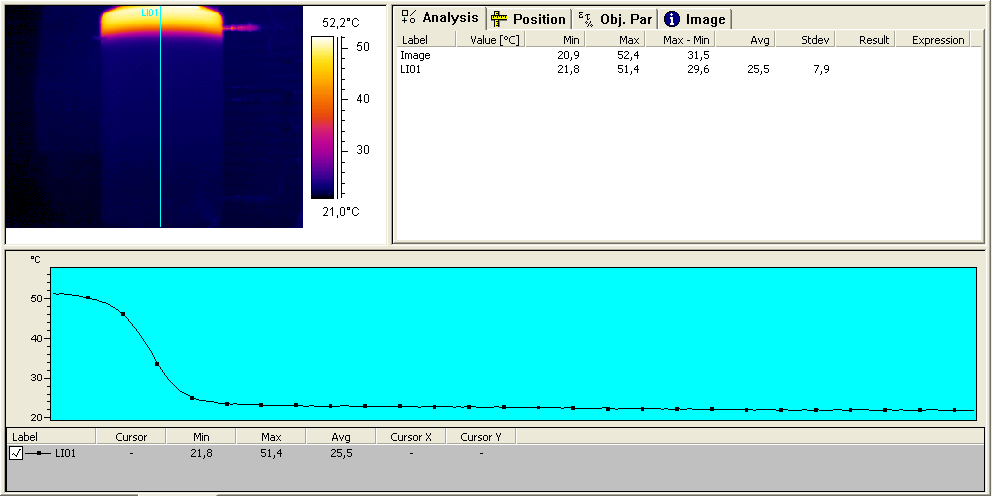 LI01
52,2°C
50
40
30
21,0°C
Analysis Position Obj. Par Image
Label Value [°C] Min Max Max - Min Avg Stdev Result Expression
Image 20,9 52,4 31,5
LI01 21,8 51,4 29,6 25,5 7,9
°C
50
40
30
20
Label Cursor Min Max Avg Cursor X Cursor Y
LI01 - 21,8 51,4 25,5 - -